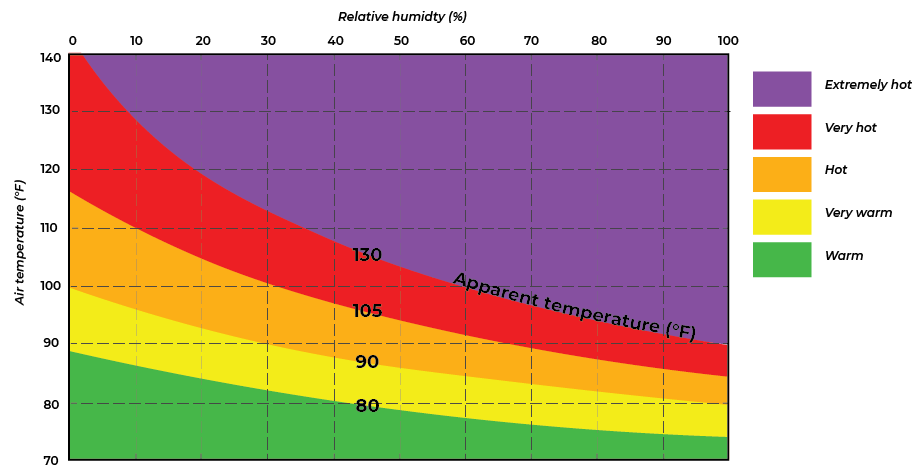 Relative humidty (%)
0 10 20 30 40 50 60 70 80 90 100
140
130
120
110
100
90
80
70
Air temperature (°F)
130
105
90
80
Apparent temperature (°F)
Extremely hot
Very hot
Hot
Very warm
Warm